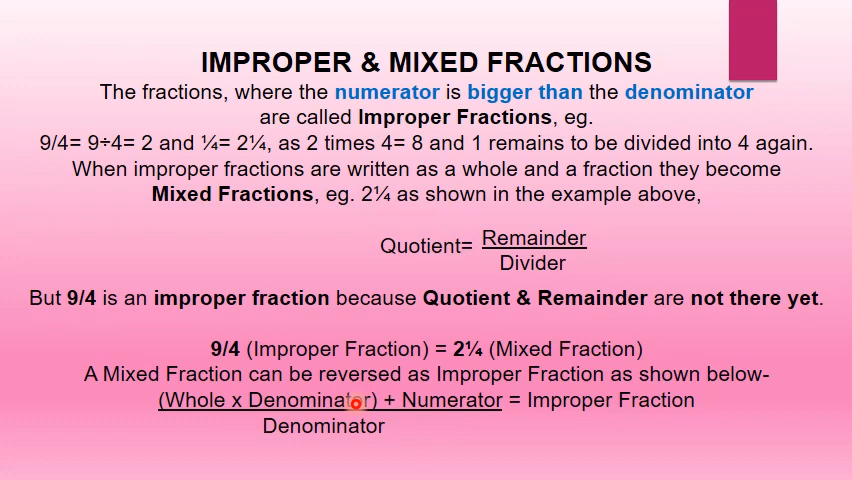 IMPROPER & MIXED FRACTIONS
The fractions, where the numerator is bigger than the denominator
are called Improper Fractions, eg.
9/4= 9÷4= 2 and ¼= 2¼, as 2 times 4= 8 and 1 remains to be divided into 4 again.
When improper fractions are written as a whole and a fraction they become
Mixed Fractions, eg. 2¼ as shown in the example above,
Quotient= Remainder
Divider
But 9/4 is an improper fraction because Quotient & Remainder are not there yet.
9/4 (Improper Fraction) = 2¼ (Mixed Fraction)
A Mixed Fraction can be reversed as Improper Fraction as shown below-
(Whole x Denominator) + Numerator = Improper Fraction
Denominator